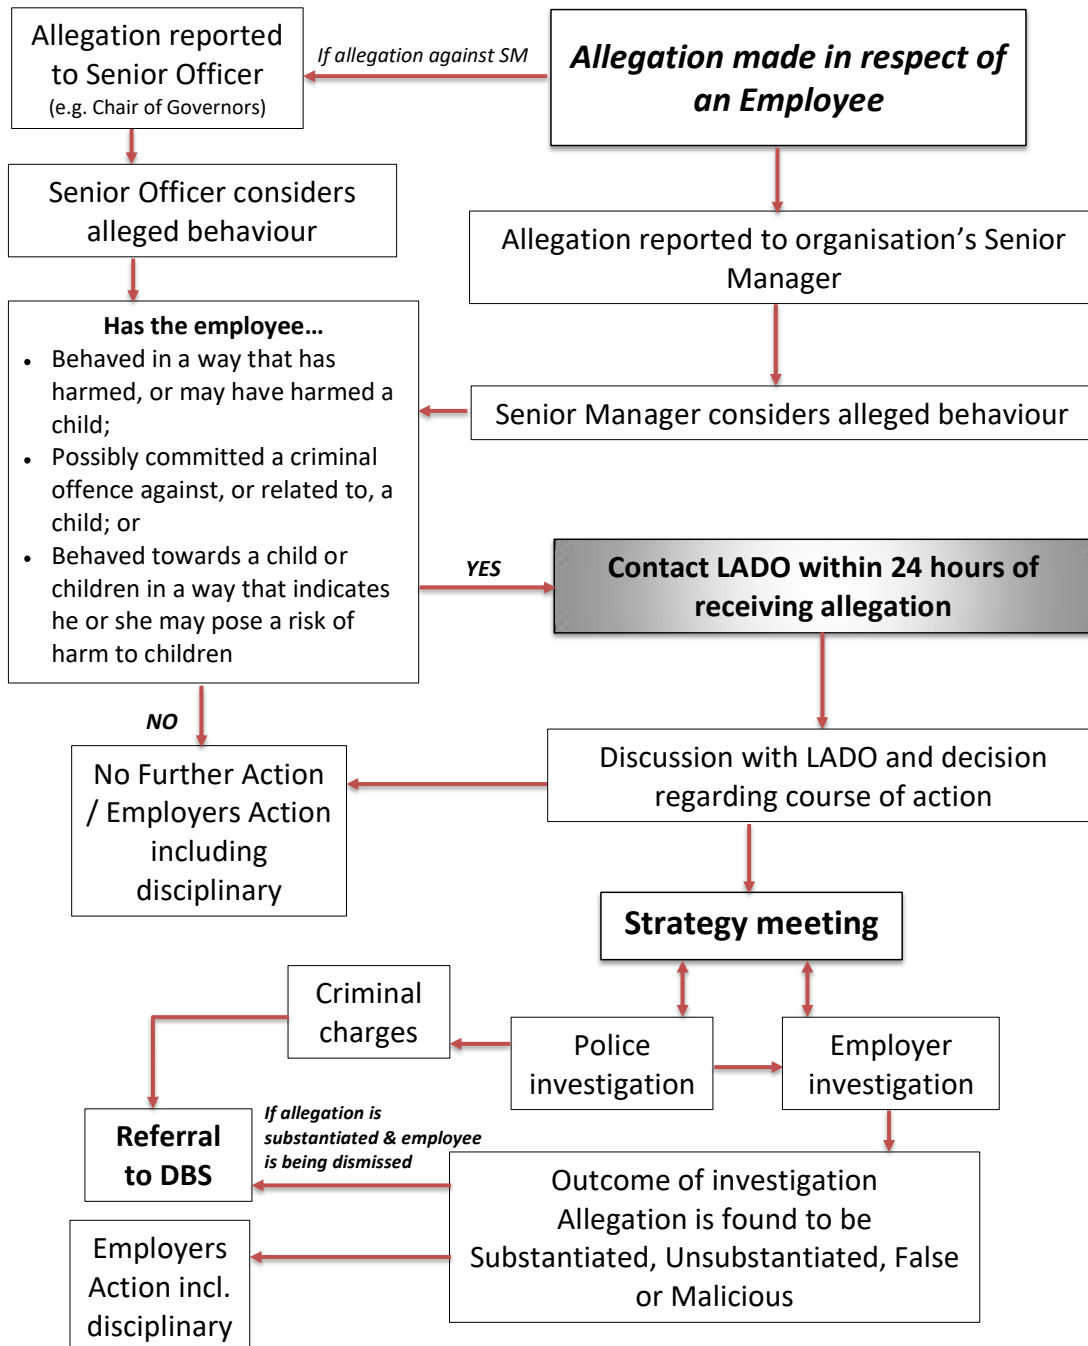 Allegation reported
to Senior Officer
(e.g. Chair of Governors)
If allegation against SM
Allegation made in respect of
an Employee
Senior Officer considers
alleged behaviour
Allegation reported to organisation’s Senior
Manager
Has the employee…
• Behaved in a way that has
harmed, or may have harmed a
child;
• Possibly committed a criminal
offence against, or related to, a
child; or
• Behaved towards a child or
children in a way that indicates
he or she may pose a risk of
harm to children
Senior Manager considers alleged behaviour
YES
Contact LADO within 24 hours of
receiving allegation
NO
No Further Action
/ Employers Action
including
disciplinary
Discussion with LADO and decision
regarding course of action
Strategy meeting
Criminal
charges
Police
investigation
Employer
investigation
Referral
to DBS
If allegation is
substantiated & employee
is being dismissed
Outcome of investigation
Allegation is found to be
Substantiated, Unsubstantiated, False
or Malicious
Employers
Action incl.
disciplinary